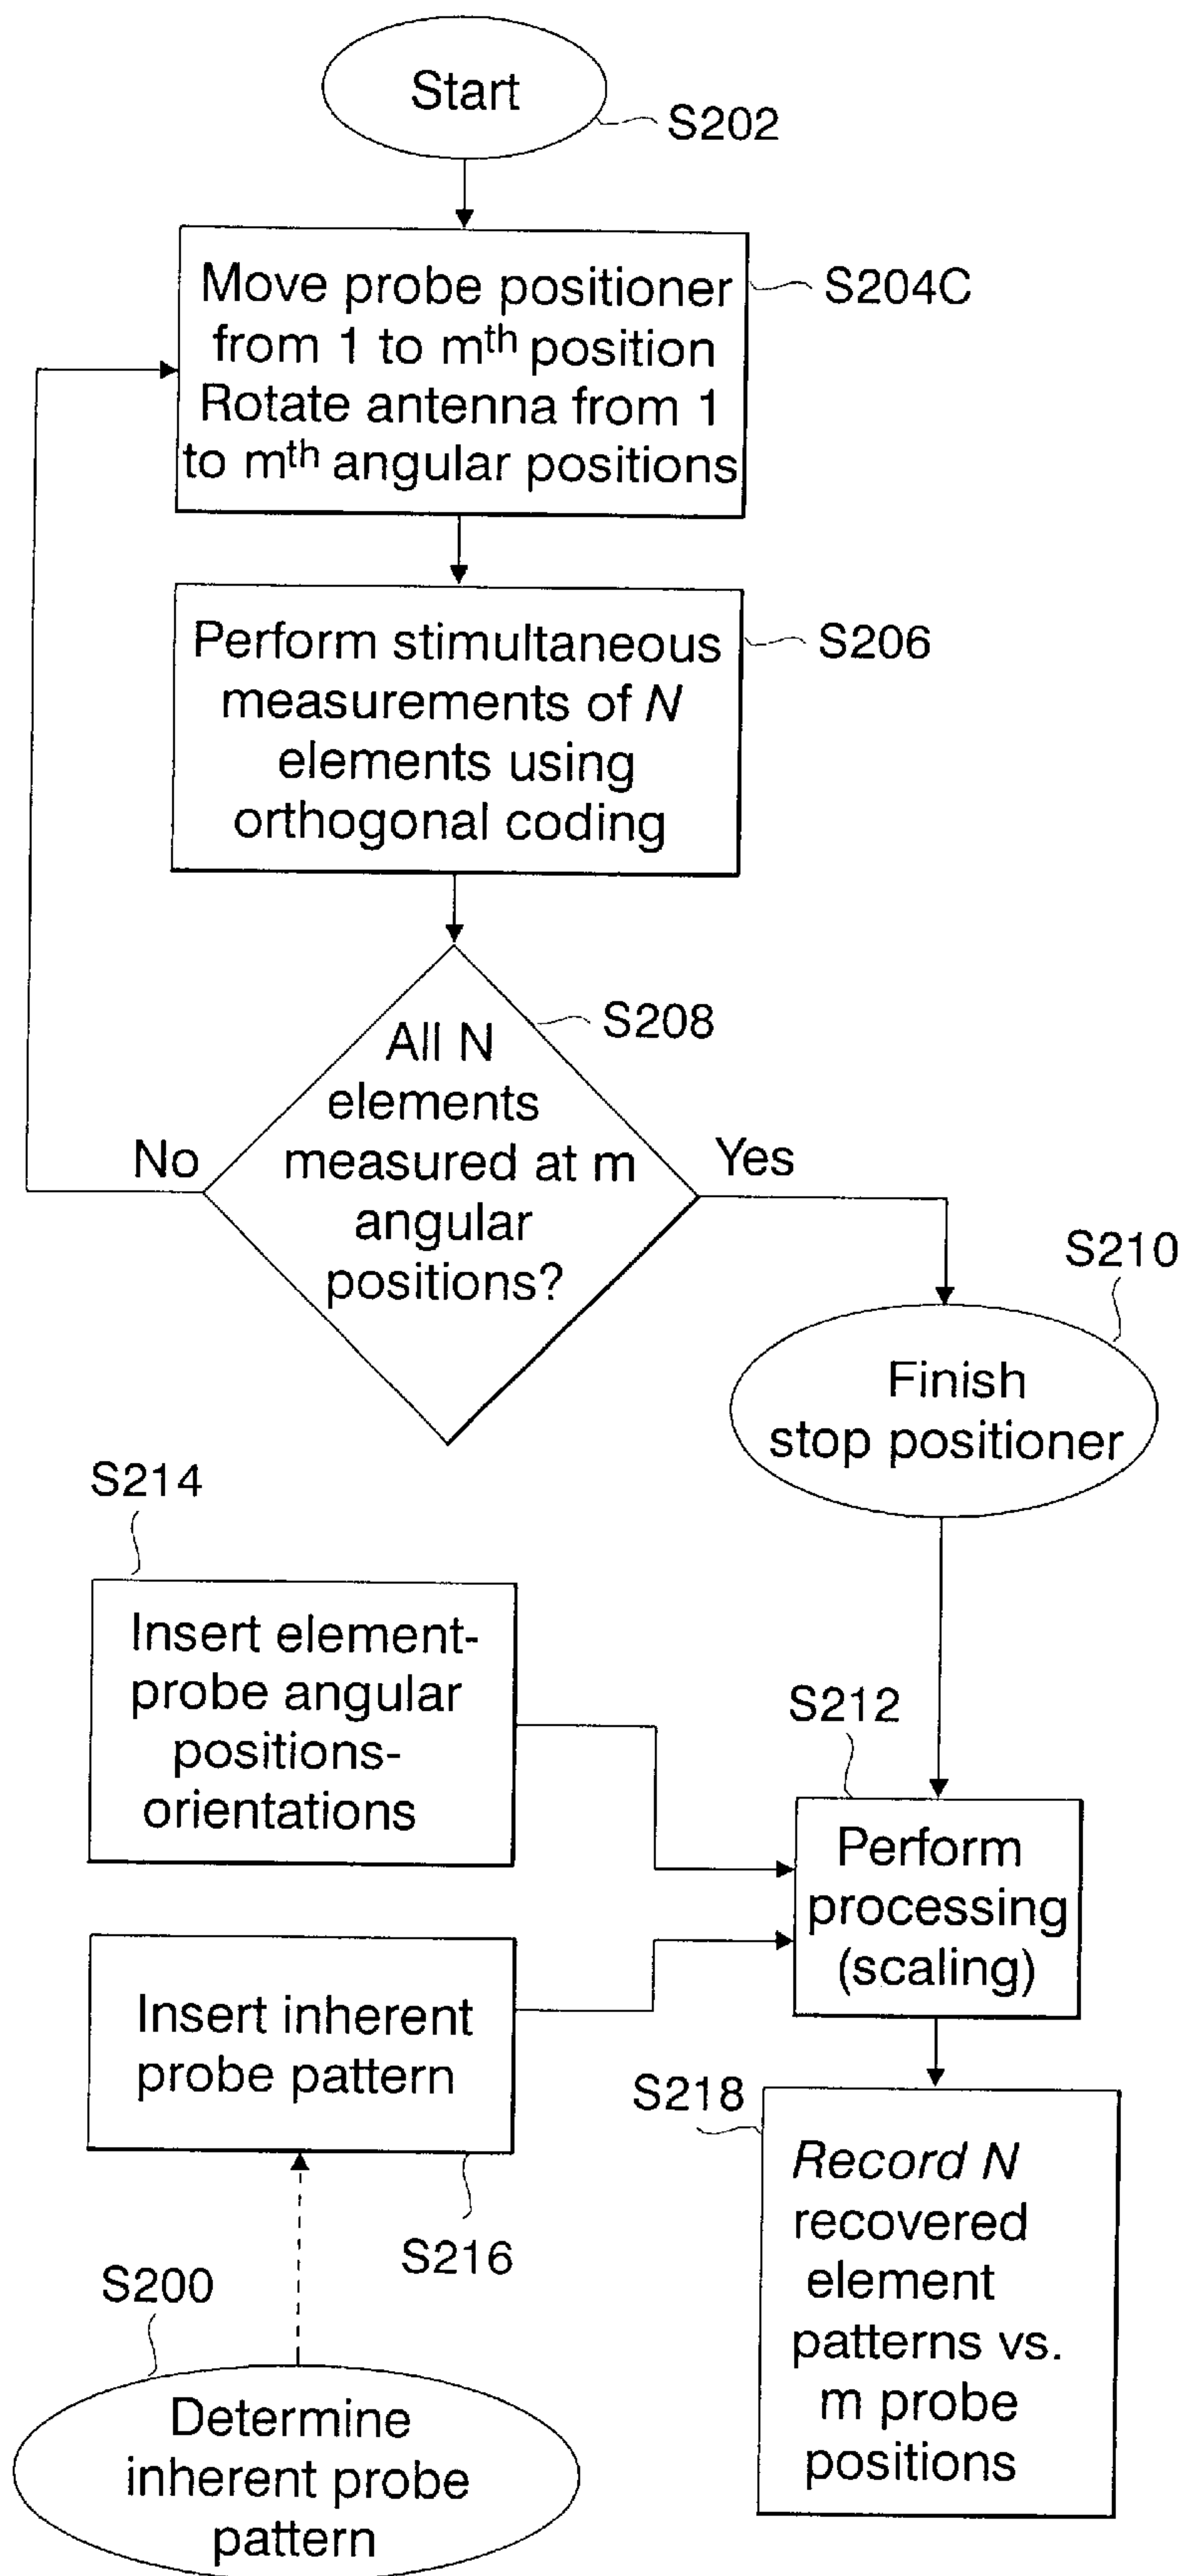 Start
S202
Move probe positioner
from 1 to mth position
Rotate antenna from 1
to mth angular positions
S204C
Perform stimultaneous
measurements of N
elements using
orthogonal coding
S206
All N
elements
measured at m
angular
positions?
S208
No
Yes
S210
Finish
stop positioner
S214
Insert element-
probe angular
positions-
orientations
S212
Perform
processing
(scaling)
Insert inherent
probe pattern
S216
S218
Record N
recovered
element
patterns vs.
m probe
positions
S200
Determine
inherent probe
pattern